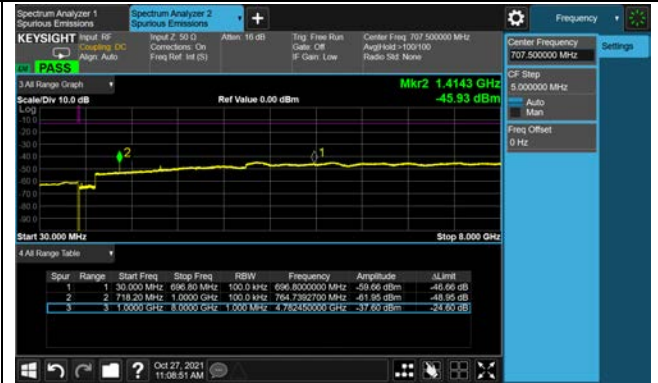 Spectrum Analyzer 1
Spurious Emissions
Spectrum Analyzer 2
Spurious Emissions
+
Frequency
KEYSIGHT
Input: RF
Coupling: DC
Align: Auto
Input Z: 50 Ω
Corrections: On
Freq Ref: Int (S)
Atten: 16 dB
Trig: Free Run
Gate: Off
IF Gain: Low
Center Freq: 707.500000 MHz
Avg|Hold:>100/100
Radio Std: None
PASS
Center Frequency
707.500000 MHz
Settings
CF Step
5.000000 MHz
Auto
Man
Freq Offset
0 Hz
3 All Range Graph
Mkr2 1.4143 GHz
Scale/Div 10.0 dB
Ref Value 0.00 dBm
-45.93 dBm
Log
-10.0
-20.0
-30.0
-40.0
-50.0
-60.0
-70.0
-80.0
-90.0
2
1
Start 30.000 MHz
Stop 8.000 GHz
4 All Range Table
Spur Range Start Freq Stop Freq RBW Frequency Amplitude ΔLimit
1 1 30.000 MHz 696.80 MHz 100.0 kHz 696.8000000 MHz -59.66 dBm -46.66 dB
2 2 718.20 MHz 1.0000 GHz 100.0 kHz 764.7392700 MHz -61.95 dBm -48.95 dB
3 3 1.0000 GHz 8.0000 GHz 1.000 MHz 4.782450000 GHz -37.60 dBm -24.60 dB
?
Oct 27, 2021
11:08:51 AM